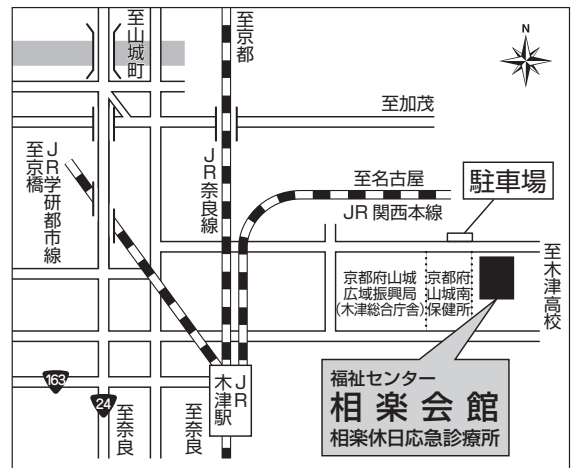 至山城町
至京都
N
至加茂
JR学研都市線
至京橋
JR奈良線
至名古屋
JR関西本線
駐車場
京都府山城
広域振興局
(木津総合庁舎)
京都府
山城南
保健所
至木津高校
163
24
至奈良
至奈良
JR
木津駅
福祉センター
相楽会館
相楽休日応急診療所